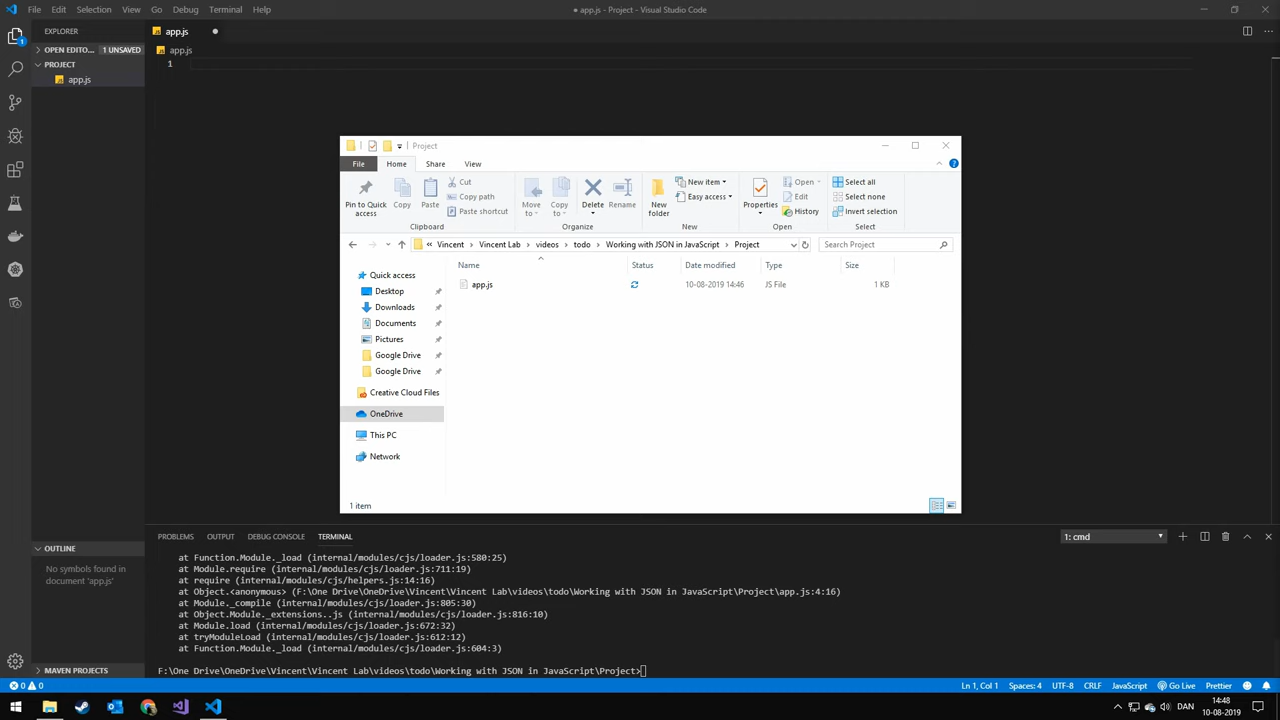 File Edit Selection View Go Debug Terminal Help
● app.js - Project - Visual Studio Code
EXPLORER
OPEN EDITO... 1 UNSAVED
PROJECT
app.js
app.js
app.js
1
Project
File Home Share View
Pin to Quick access
Copy
Paste
Cut
Copy path
Paste shortcut
Clipboard
Move to
Copy to
Delete
Rename
Organize
New folder
New item
Easy access
New
Properties
Open
Edit
History
Open
Select all
Select none
Invert selection
Select
« Vincent › Vincent Lab › videos › todo › Working with JSON in JavaScript › Project
Search Project
Name Status Date modified Type Size
app.js 10-08-2019 14:46 JS File 1 KB
Quick access
Desktop
Downloads
Documents
Pictures
Google Drive
Google Drive
Creative Cloud Files
OneDrive
This PC
Network
1 item
PROBLEMS OUTPUT DEBUG CONSOLE TERMINAL
1: cmd
at Function.Module._load (internal/modules/cjs/loader.js:580:25)
at Module.require (internal/modules/cjs/loader.js:711:19)
at require (internal/modules/cjs/helpers.js:14:16)
at Object.<anonymous> (F:\One Drive\OneDrive\Vincent\Vincent Lab\videos\todo\Working with JSON in JavaScript\Project\app.js:4:16)
at Module._compile (internal/modules/cjs/loader.js:805:30)
at Object.Module._extensions..js (internal/modules/cjs/loader.js:816:10)
at Module.load (internal/modules/cjs/loader.js:672:32)
at tryModuleLoad (internal/modules/cjs/loader.js:612:12)
at Function.Module._load (internal/modules/cjs/loader.js:604:3)
F:\One Drive\OneDrive\Vincent\Vincent Lab\videos\todo\Working with JSON in JavaScript\Project>
OUTLINE
No symbols found in document 'app.js'
MAVEN PROJECTS
0 0
Ln 1, Col 1 Spaces: 4 UTF-8 CRLF JavaScript Go Live Prettier
DAN
14:48
10-08-2019